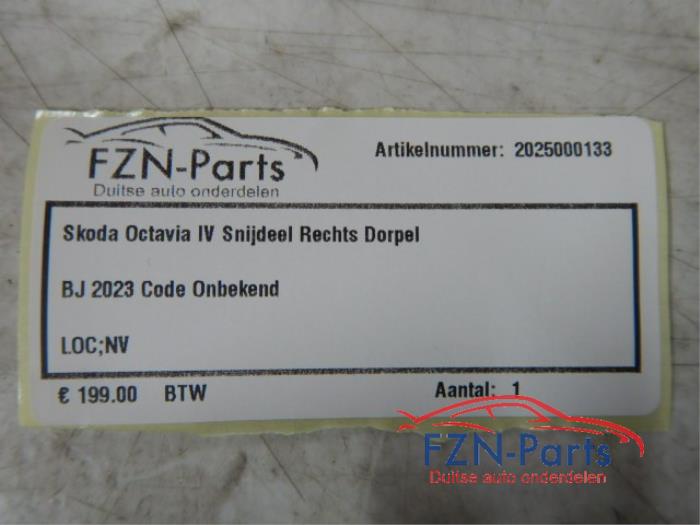 FZN-Parts
Duitse auto onderdelen
Artikelnummer: 2025000133
Skoda Octavia IV Snijdeel Rechts Dorpel
BJ 2023 Code Onbekend
LOC;NV
€ 199.00 BTW Aantal: 1
FZN-Parts
Duitse auto onderdelen